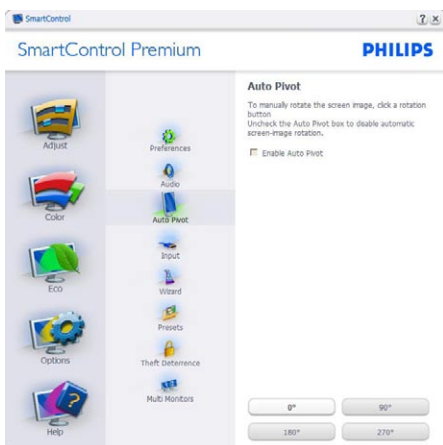 SmartControl
SmartControl Premium
PHILIPS
Adjust
Color
Eco
Options
Help
Preferences
Audio
Auto Pivot
Input
Wizard
Presets
Theft Deterrence
Multi Monitors
Auto Pivot
To manually rotate the screen image, click a rotation
button
Uncheck the Auto Pivot box to disable automatic
screen-image rotation.
Enable Auto Pivot
0°
90°
180°
270°